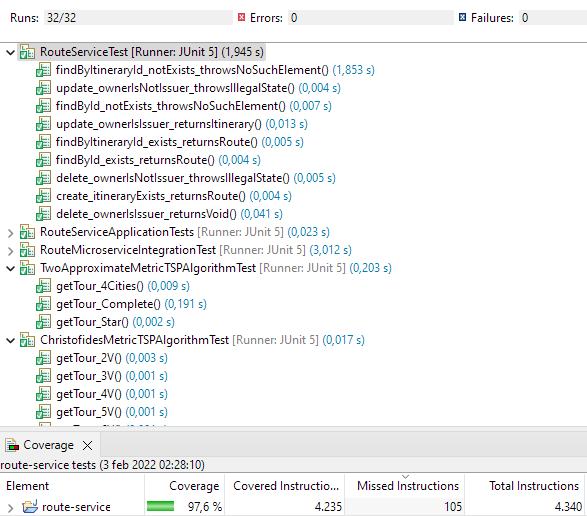 Runs: 32/32 Errors: 0 Failures: 0
RouteServiceTest [Runner: JUnit 5] (1,945 s)
findByItineraryId_notExists_throwsNoSuchElement() (1,853 s)
update_ownerIsNotIssuer_throwsIllegalState() (0,004 s)
findById_notExists_throwsNoSuchElement() (0,007 s)
update_ownerIsIssuer_returnsItinerary() (0,013 s)
findByItineraryId_exists_returnsRoute() (0,005 s)
findById_exists_returnsRoute() (0,004 s)
delete_ownerIsNotIssuer_throwsIllegalState() (0,005 s)
create_itineraryExists_returnsRoute() (0,004 s)
delete_ownerIsIssuer_returnsVoid() (0,041 s)
RouteServiceApplicationTests [Runner: JUnit 5] (0,023 s)
RouteMicroserviceIntegrationTest [Runner: JUnit 5] (3,012 s)
TwoApproximateMetricTSPAlgorithmTest [Runner: JUnit 5] (0,203 s)
getTour_4Cities() (0,009 s)
getTour_Complete() (0,191 s)
getTour_Star() (0,002 s)
ChristofidesMetricTSPAlgorithmTest [Runner: JUnit 5] (0,017 s)
getTour_2V() (0,003 s)
getTour_3V() (0,001 s)
getTour_4V() (0,001 s)
getTour_5V() (0,001 s)
Coverage
route-service tests (3 feb 2022 02:28:10)
Element Coverage Covered Instructio... Missed Instructions Total Instructions
route-service 97,6 % 4.235 105 4.340